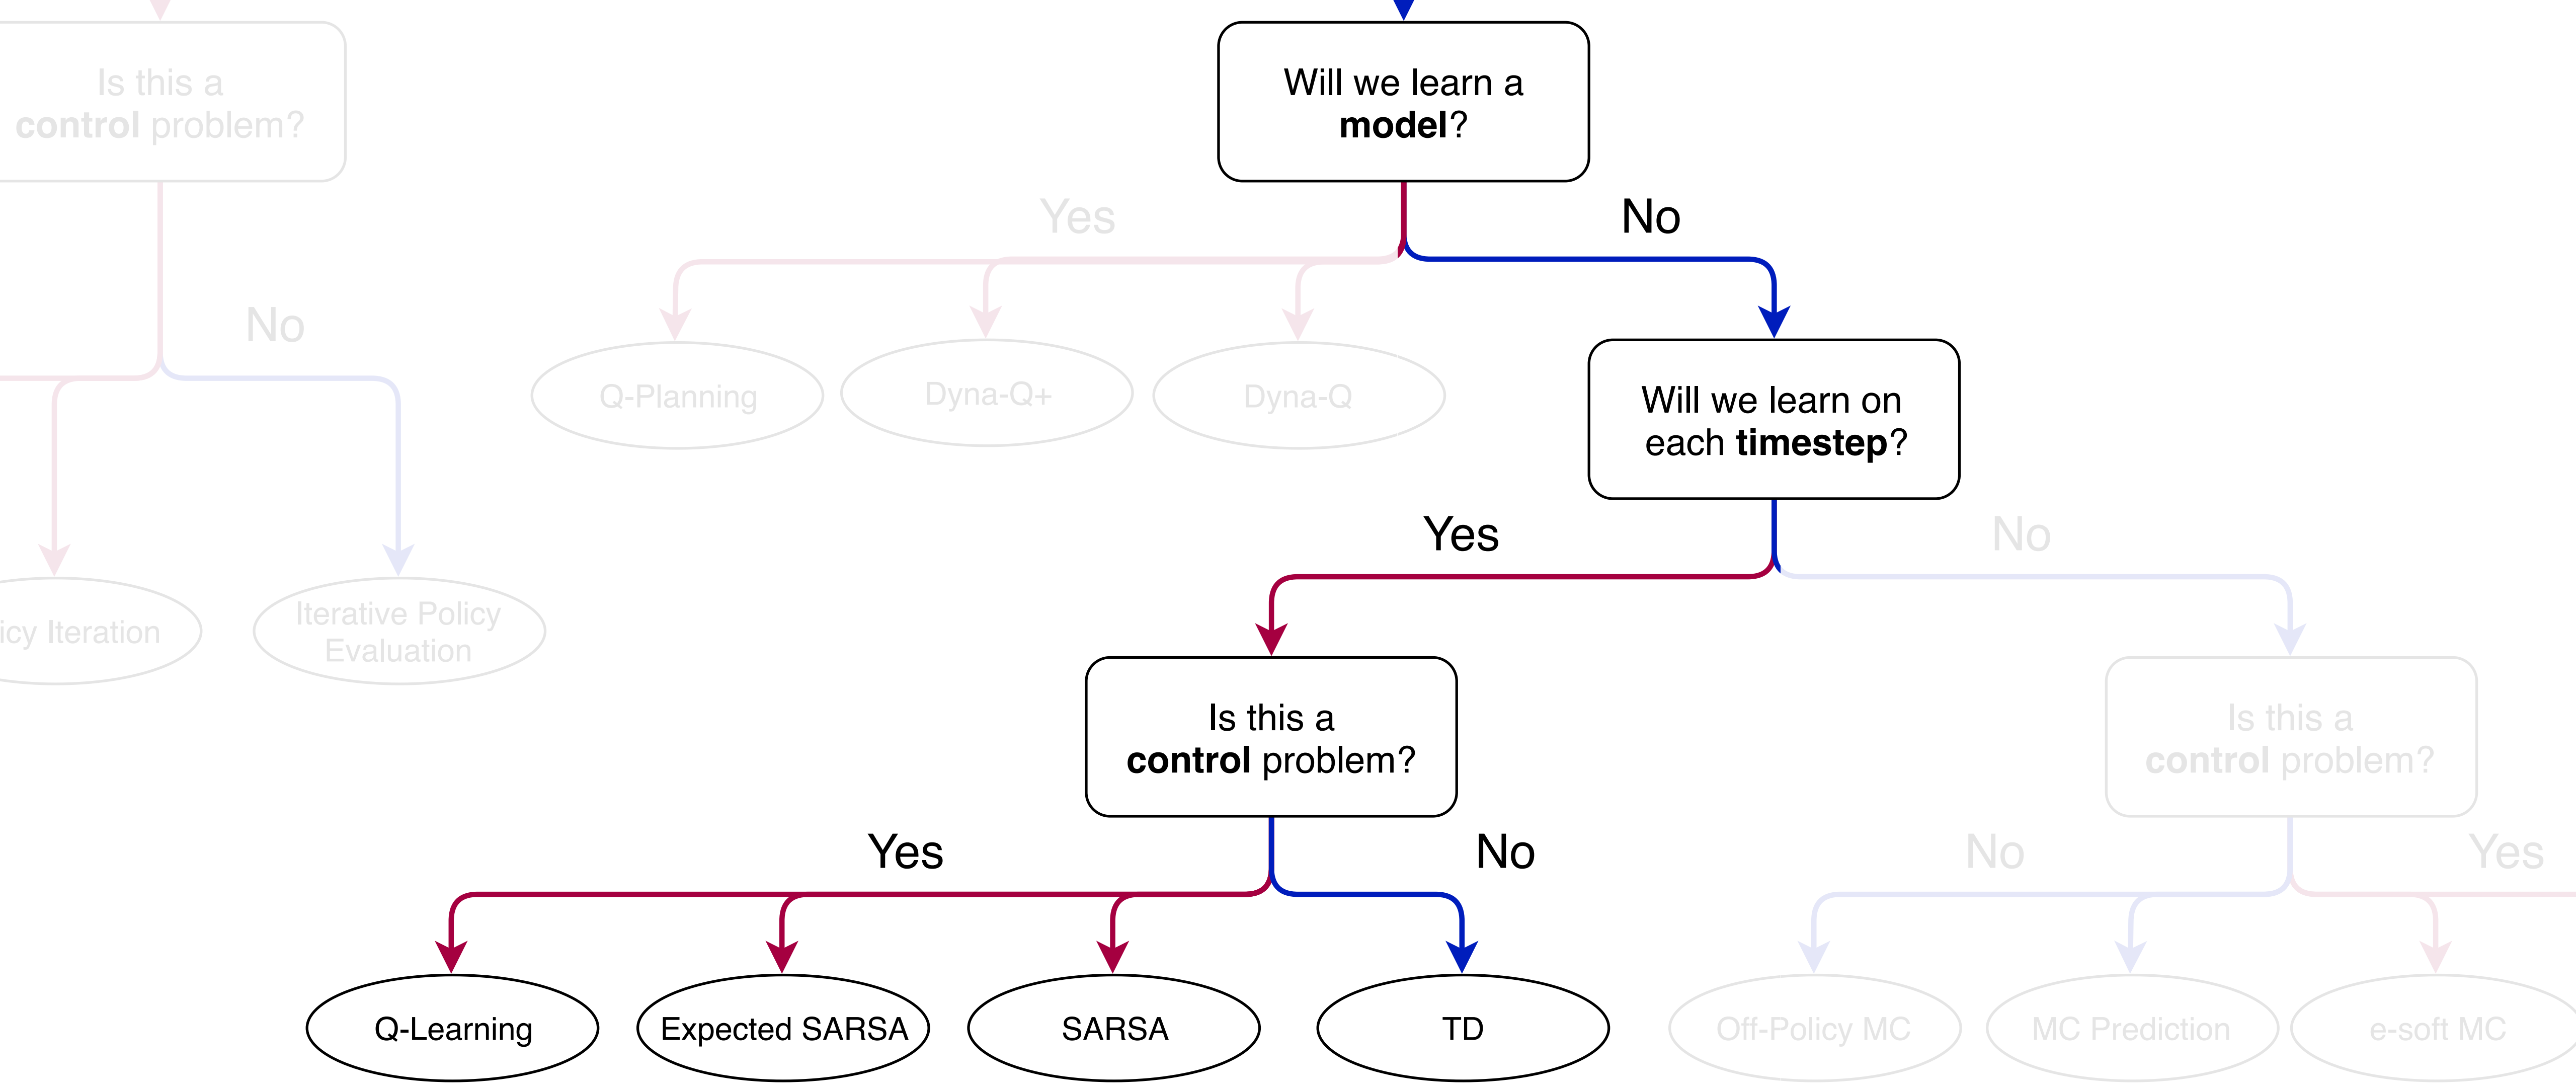 Is this a
control problem?
Will we learn a
model?
Yes
No
No
Q-Planning
Dyna-Q+
Dyna-Q
Will we learn on
each timestep?
Yes
No
Iteration
Iterative Policy
Evaluation
Is this a
control problem?
Is this a
control problem?
Yes
No
No
Yes
Q-Learning
Expected SARSA
SARSA
TD
Off-Policy MC
MC Prediction
e-soft MC